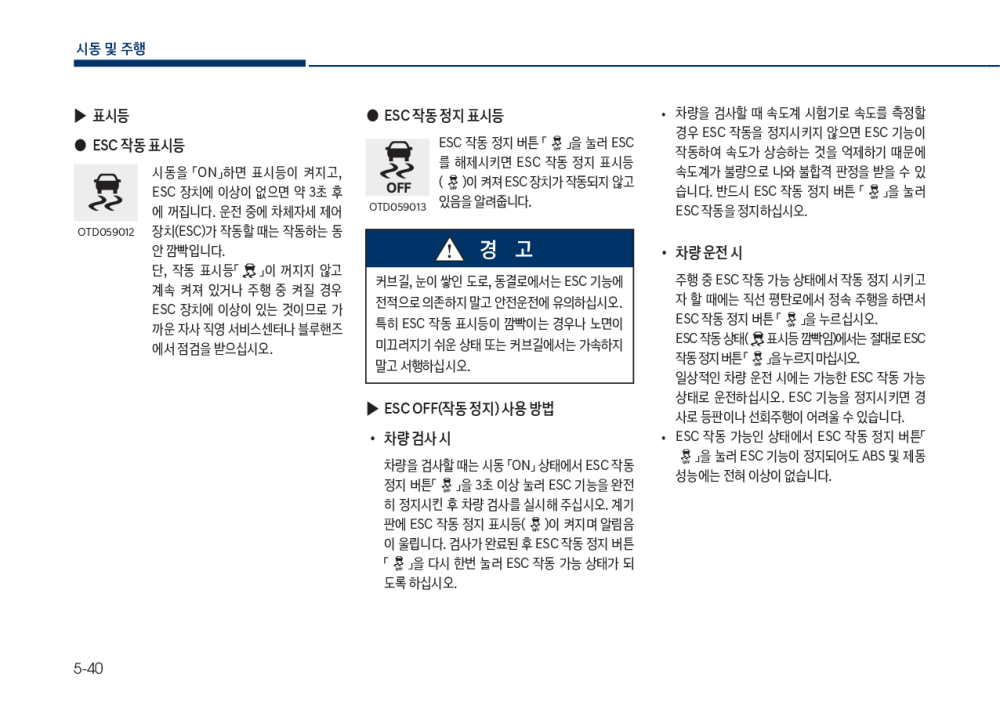 시동 및 주행
▶ 표시등
● ESC 작동 표시등
OTD059012
시동을 「ON」하면 표시등이 켜지고,
ESC 장치에 이상이 없으면 약 3초 후
에 꺼집니다. 운전 중에 차체자세 제어
장치(ESC)가 작동할 때는 작동하는 동
안 깜빡입니다.
단, 작동 표시등「 」이 꺼지지 않고
계속 켜져 있거나 주행 중 켜질 경우
ESC 장치에 이상이 있는 것이므로 가
까운 자사 직영 서비스센터나 블루핸즈
에서 점검을 받으십시오.
● ESC 작동 정지 표시등
OFF
OTD059013
ESC 작동 정지 버튼 「 」을 눌러 ESC
를 해제시키면 ESC 작동 정지 표시등
( )이 켜져 ESC 장치가 작동되지 않고
있음을 알려줍니다.
경 고
커브길, 눈이 쌓인 도로, 동결로에서는 ESC 기능에
전적으로 의존하지 말고 안전운전에 유의하십시오.
특히 ESC 작동 표시등이 깜빡이는 경우나 노면이
미끄러지기 쉬운 상태 또는 커브길에서는 가속하지
말고 서행하십시오.
▶ ESC OFF(작동 정지) 사용 방법
• 차량 검사 시
차량을 검사할 때는 시동 「ON」 상태에서 ESC 작동
정지 버튼「 」을 3초 이상 눌러 ESC 기능을 완전
히 정지시킨 후 차량 검사를 실시해 주십시오. 계기
판에 ESC 작동 정지 표시등( )이 켜지며 알림음
이 울립니다. 검사가 완료된 후 ESC 작동 정지 버튼
「 」을 다시 한번 눌러 ESC 작동 가능 상태가 되
도록 하십시오.
• 차량을 검사할 때 속도계 시험기로 속도를 측정할
경우 ESC 작동을 정지시키지 않으면 ESC 기능이
작동하여 속도가 상승하는 것을 억제하기 때문에
속도계가 불량으로 나와 불합격 판정을 받을 수 있
습니다. 반드시 ESC 작동 정지 버튼 「 」을 눌러
ESC 작동을 정지하십시오.
• 차량 운전 시
주행 중 ESC 작동 가능 상태에서 작동 정지 시키고
자 할 때에는 직선 평탄로에서 정속 주행을 하면서
ESC 작동 정지 버튼 「 」을 누르십시오.
ESC 작동 상태( 표시등 깜빡임)에서는 절대로 ESC
작동 정지 버튼「 」을 누르지 마십시오.
일상적인 차량 운전 시에는 가능한 ESC 작동 가능
상태로 운전하십시오. ESC 기능을 정지시키면 경
사로 등판이나 선회주행이 어려울 수 있습니다.
• ESC 작동 가능인 상태에서 ESC 작동 정지 버튼「
」을 눌러 ESC 기능이 정지되어도 ABS 및 제동
성능에는 전혀 이상이 없습니다.
5-40